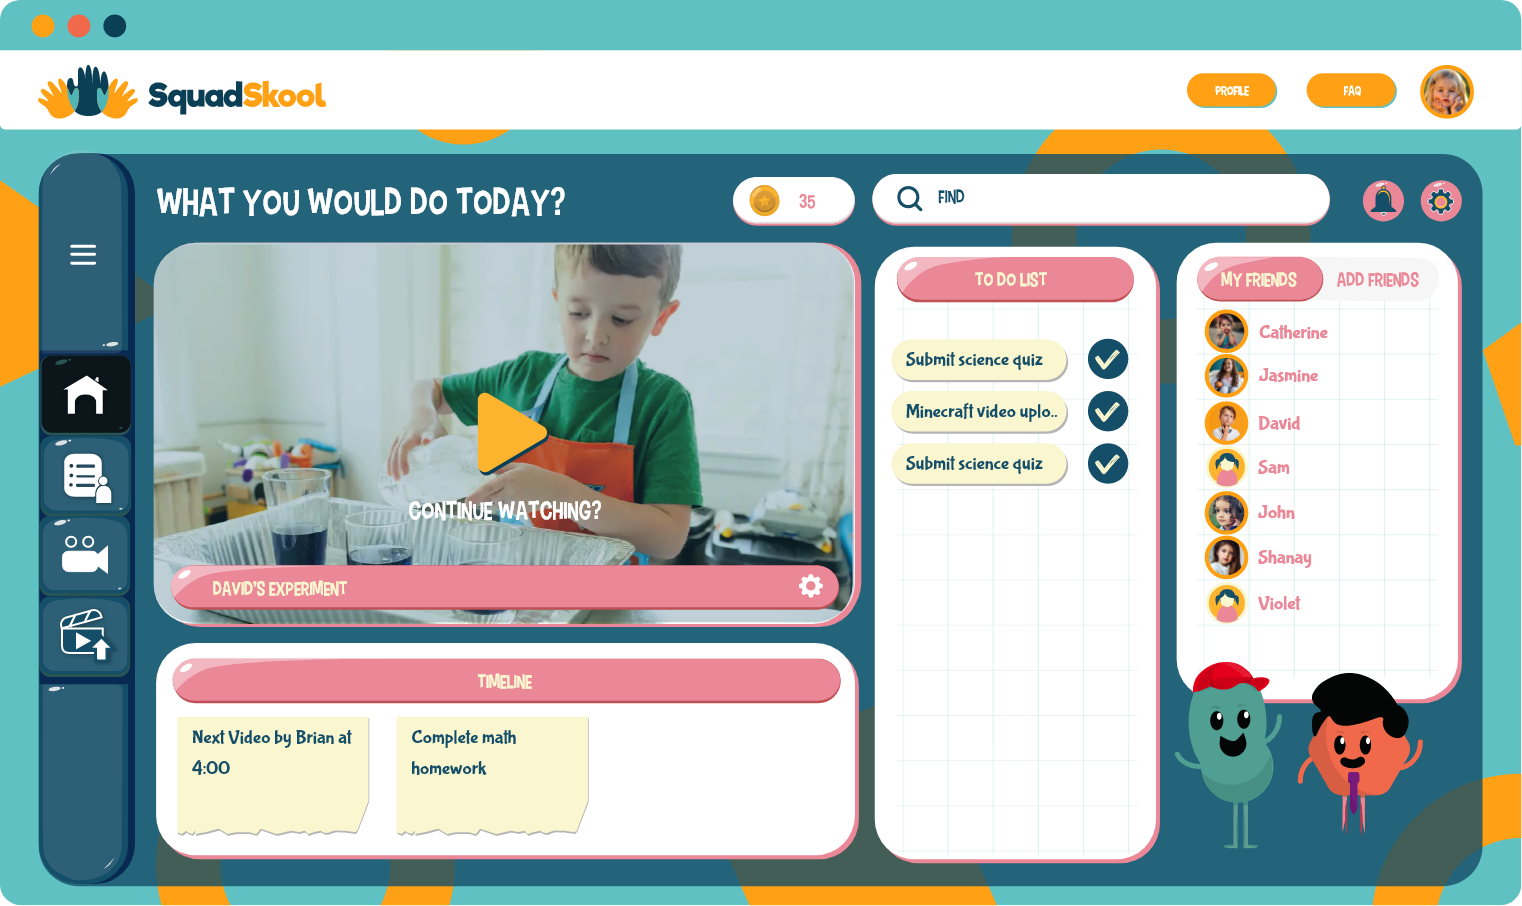 SquadSkool
PROFILE
FAQ
WHAT YOU WOULD DO TODAY?
35
FIND
CONTINUE WATCHING?
DAVID'S EXPERIMENT
TIMELINE
Next Video by Brian at
4:00
Complete math
homework
TO DO LIST
Submit science quiz
Minecraft video uplo..
Submit science quiz
MY FRIENDS
ADD FRIENDS
Catherine
Jasmine
David
Sam
John
Shanay
Violet